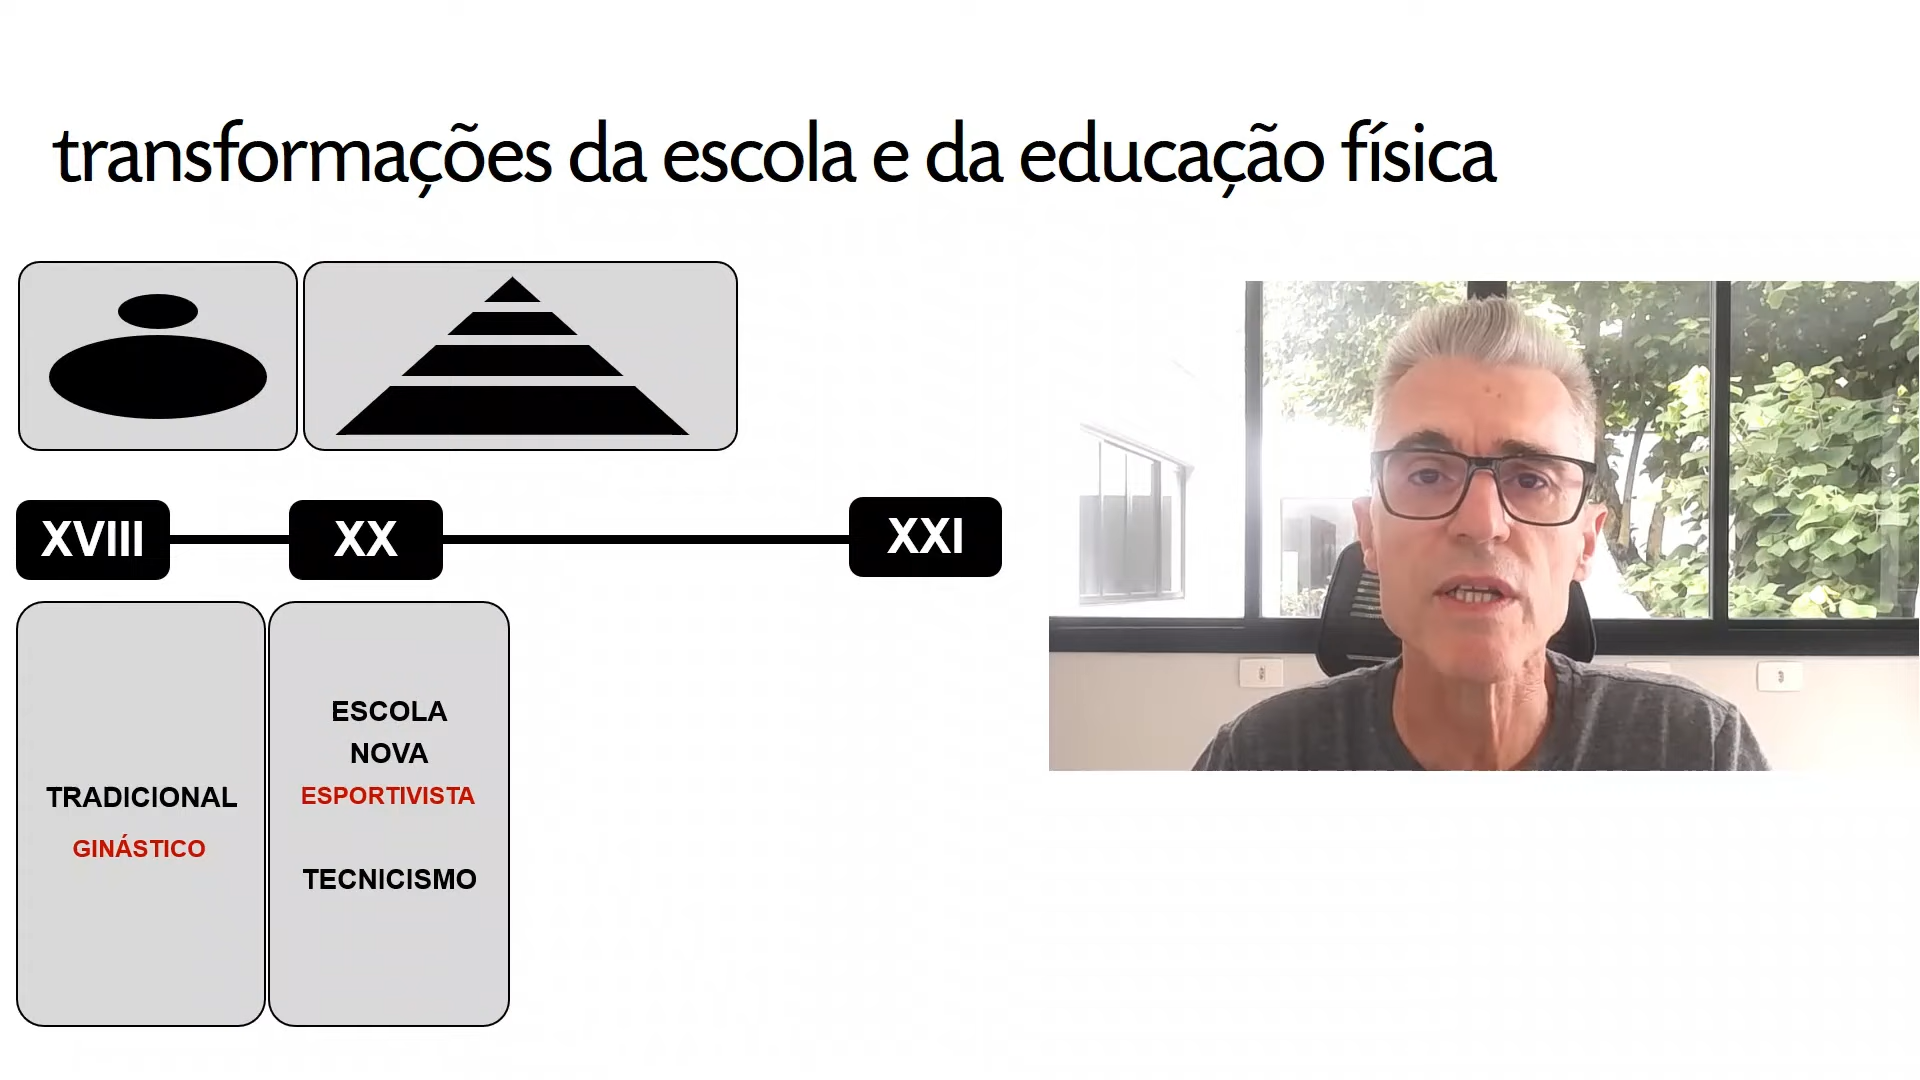 transformações da escola e da educação física
XVIII
XX
XXI
TRADICIONAL
GINÁSTICO
ESCOLA
NOVA
ESPORTIVISTA
TECNICISMO